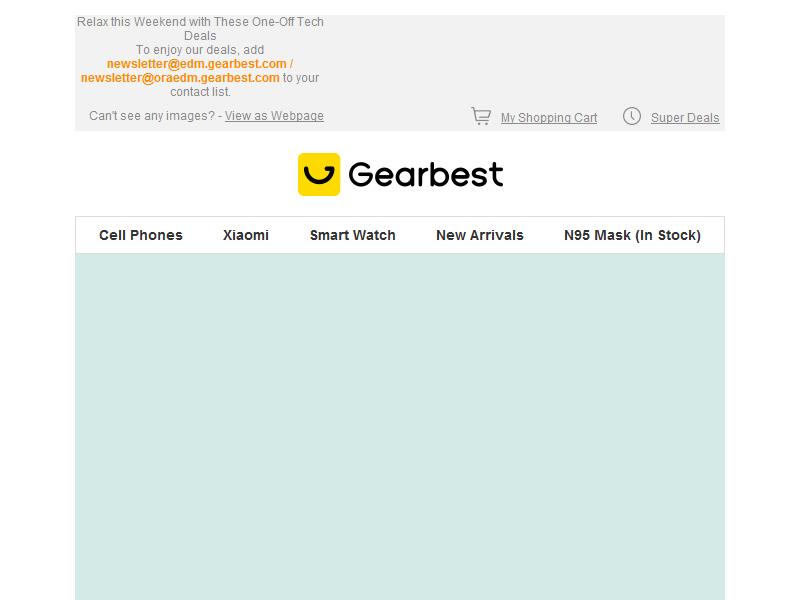 Relax this Weekend with These One-Off Tech
Deals
To enjoy our deals, add
newsletter@edm.gearbest.com /
newsletter@oraedm.gearbest.com to your
contact list.
Can't see any images? - View as Webpage
My Shopping Cart
Super Deals
Gearbest
Cell Phones
Xiaomi
Smart Watch
New Arrivals
N95 Mask (In Stock)